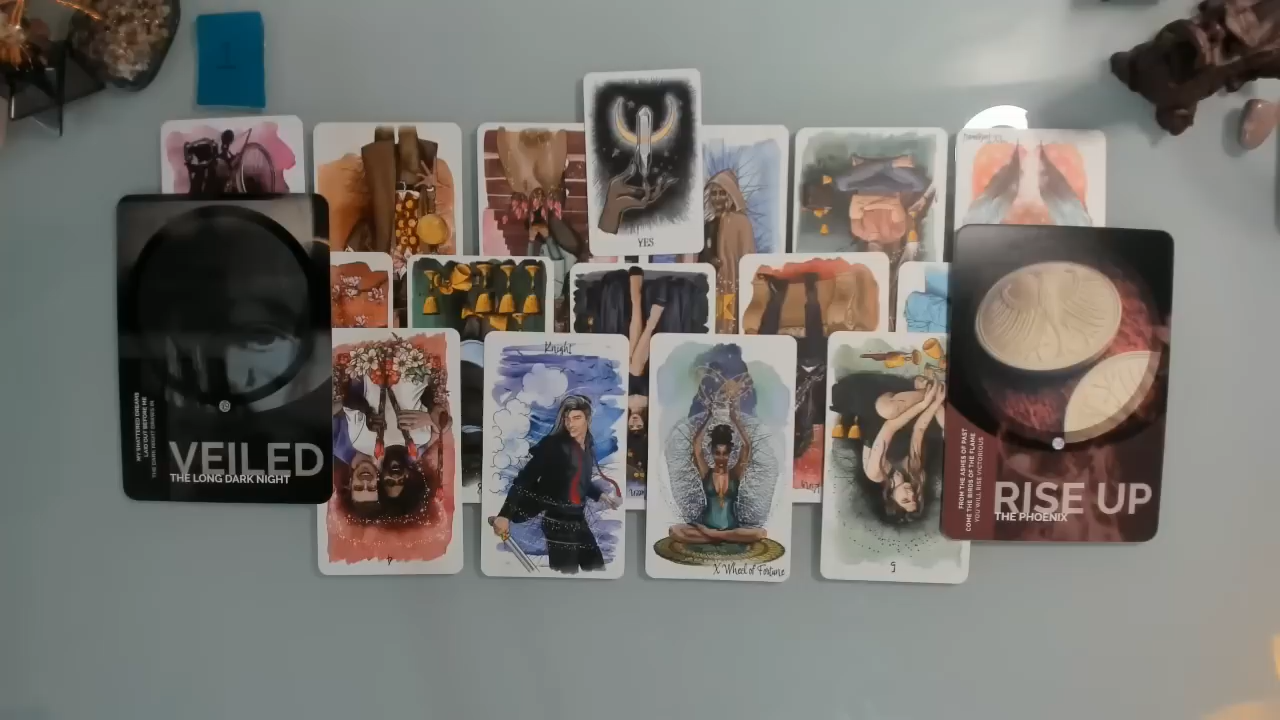 YES
Knight
MY SHATTERED DREAMS
LAID OUT BEFORE ME
THE DARK NIGHT DRAWS IN
VEILED
THE LONG DARK NIGHT
4
X Wheel of Fortune
5
FROM THE ASHES OF PAST
COME THE BIRDS OF THE FLAME
YOU WILL RISE VICTORIOUS
RISE UP
THE PHOENIX